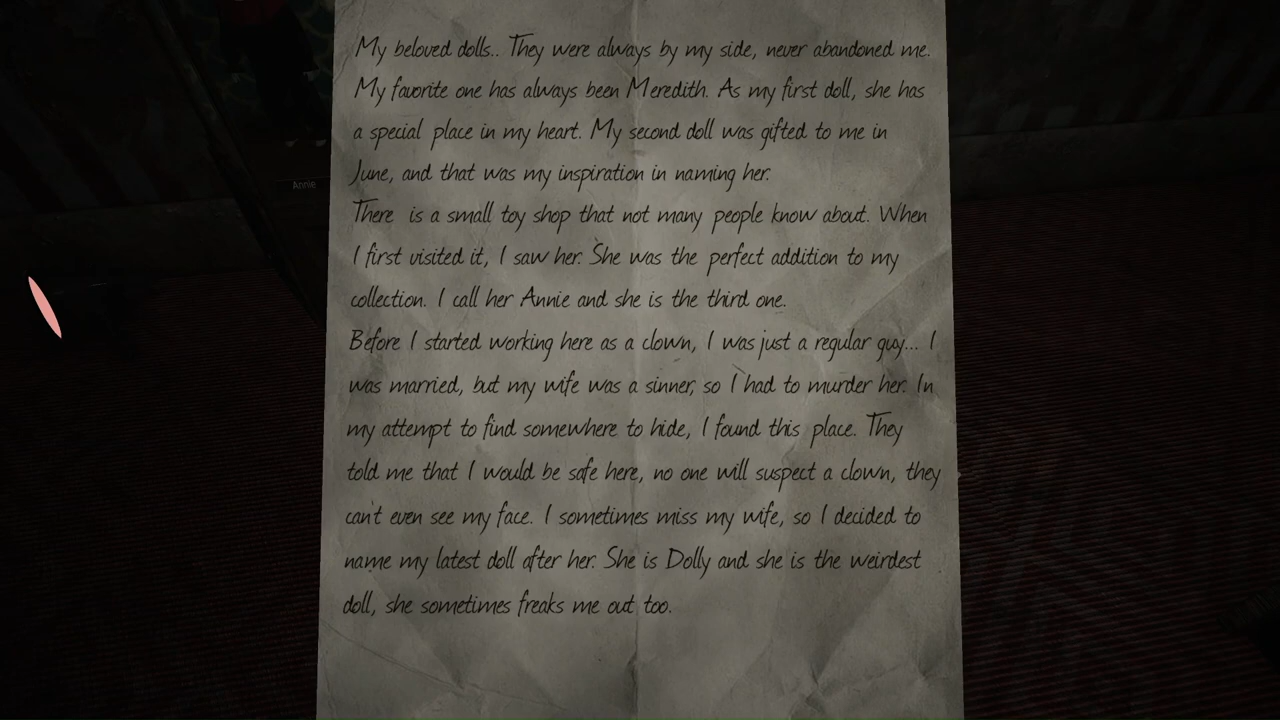 My beloved dolls.. They were always by my side, never abandoned me.
My favorite one has always been Meredith. As my first doll, she has
a special place in my heart. My second doll was gifted to me in
June, and that was my inspiration in naming her.
There is a small toy shop that not many people know about. When
I first visited it, I saw her. She was the perfect addition to my
collection. I call her Annie and she is the third one.
Before I started working here as a clown, I was just a regular guy... I
was married, but my wife was a sinner, so I had to murder her. In
my attempt to find somewhere to hide, I found this place. They
told me that I would be safe here, no one will suspect a clown, they
can't even see my face. I sometimes miss my wife, so I decided to
name my latest doll after her. She is Dolly and she is the weirdest
doll, she sometimes freaks me out too.
Annie